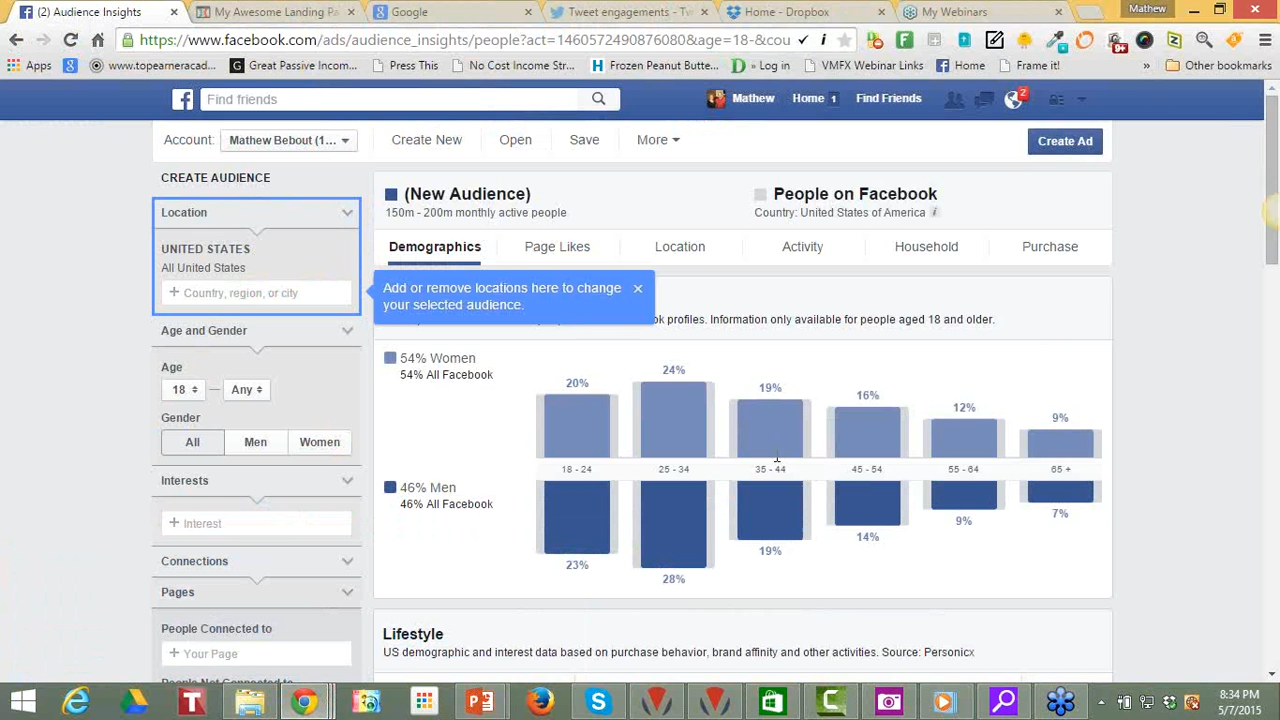 (2) Audience Insights
My Awesome Landing Pa
Google
Tweet engagements - Tw
Home - Dropbox
My Webinars
Mathew
https://www.facebook.com/ads/audience_insights/people?act=1460572490876080&age=18-&cou
9+
Apps
www.topearneracad...
Great Passive Incom...
Press This
No Cost Income Str...
Frozen Peanut Butte...
» Log in
VMFX Webinar Links
Home
Frame it!
»
Other bookmarks
Find friends
Mathew
Home 1
Find Friends
2
Account:
Mathew Bebout (1...
Create New
Open
Save
More
Create Ad
CREATE AUDIENCE
Location
UNITED STATES
All United States
+ Country, region, or city
Age and Gender
Age
18 — Any
Gender
All
Men
Women
Interests
+ Interest
Connections
Pages
People Connected to
+ Your Page
(New Audience)
150m - 200m monthly active people
People on Facebook
Country: United States of America
Demographics
Page Likes
Location
Activity
Household
Purchase
Add or remove locations here to change
your selected audience.
ok profiles. Information only available for people aged 18 and older.
54% Women
54% All Facebook
20%
24%
19%
16%
12%
9%
18 - 24
25 - 34
35 - 44
45 - 54
55 - 64
65 +
46% Men
46% All Facebook
23%
28%
19%
14%
9%
7%
Lifestyle
US demographic and interest data based on purchase behavior, brand affinity and other activities. Source: Personicx
8:34 PM
5/7/2015